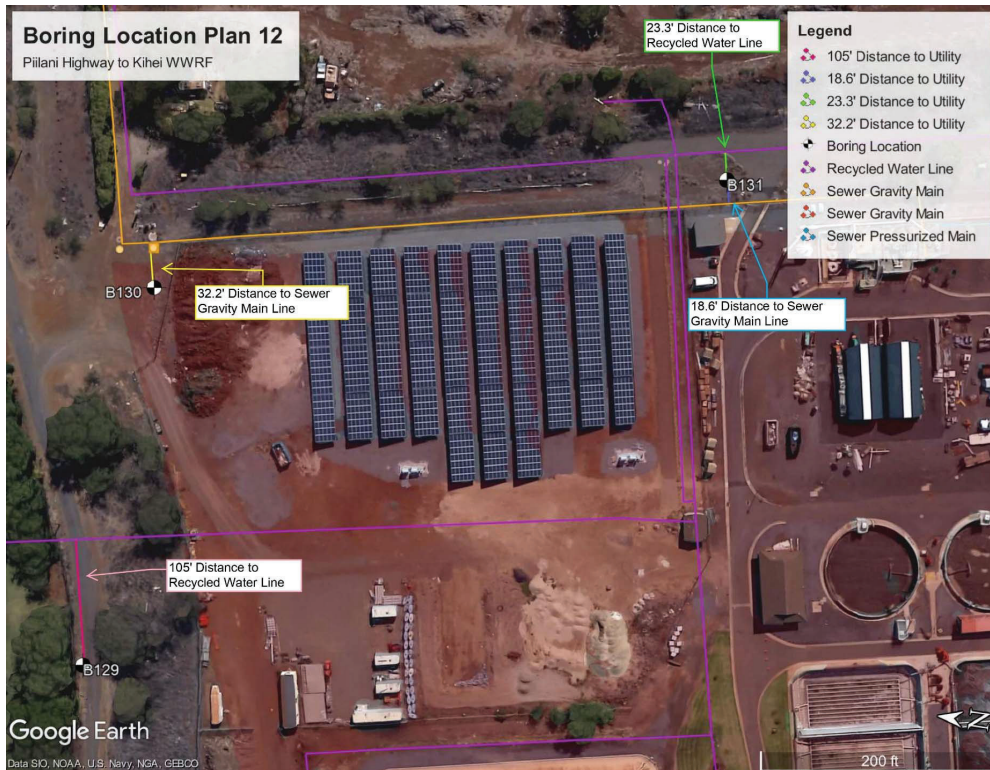 Boring Location Plan 12
Piilani Highway to Kihei WWRF
23.3' Distance to
Recycled Water Line
Legend
105' Distance to Utility
18.6' Distance to Utility
23.3' Distance to Utility
32.2' Distance to Utility
Boring Location
Recycled Water Line
Sewer Gravity Main
Sewer Gravity Main
Sewer Pressurized Main
B131
B130
32.2' Distance to Sewer
Gravity Main Line
18.6' Distance to Sewer
Gravity Main Line
105' Distance to
Recycled Water Line
B129
N
Google Earth
200 ft
Data SIO, NOAA, U.S. Navy, NGA, GEBCO